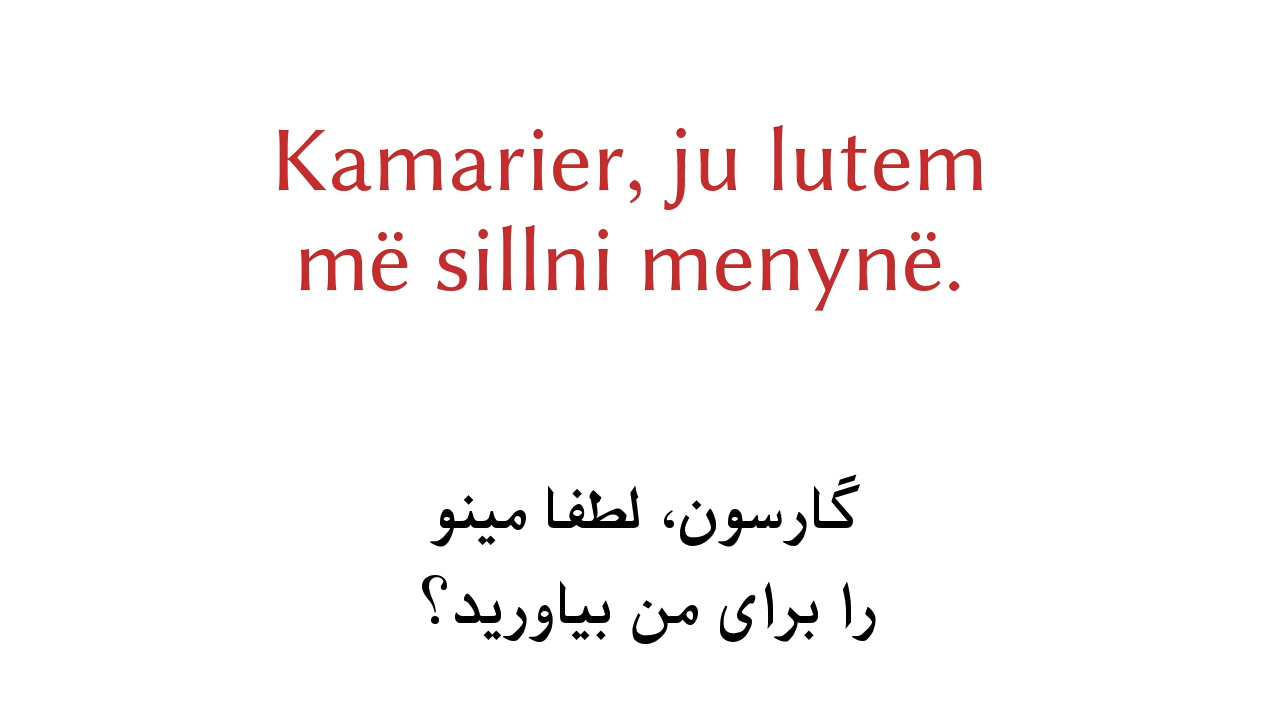 Kamarier, ju lutem
më sillni menynë.
گارسون، لطفا مینو
را برای من بیاورید؟